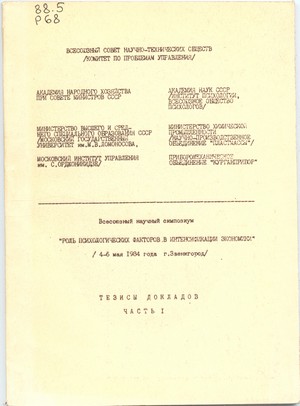 88.5
Р68
ВСЕСОЮЗНЫЙ СОВЕТ НАУЧНО-ТЕХНИЧЕСКИХ ОБЩЕСТВ
/КОМИТЕТ ПО ПРОБЛЕМАМ УПРАВЛЕНИЯ/
АКАДЕМИЯ НАРОДНОГО ХОЗЯЙСТВА
ПРИ СОВЕТЕ МИНИСТРОВ СССР
АКАДЕМИЯ НАУК СССР
/ИНСТИТУТ ПСИХОЛОГИИ,
ВСЕСОЮЗНОЕ ОБЩЕСТВО
ПСИХОЛОГОВ/
МИНИСТЕРСТВО ВЫСШЕГО И СРЕД-
НЕГО СПЕЦИАЛЬНОГО ОБРАЗОВАНИЯ СССР
/МОСКОВСКИЙ ГОСУДАРСТВЕННЫЙ
УНИВЕРСИТЕТ им.М.В.ЛОМОНОСОВА,
МИНИСТЕРСТВО ХИМИЧЕСКОЙ
ПРОМЫШЛЕННОСТИ
/НАУЧНО-ПРОИЗВОДСТВЕННОЕ
ОБЪЕДИНЕНИЕ "ПЛАСТМАССЫ"/
МОСКОВСКИЙ ИНСТИТУТ УПРАВЛЕНИЯ
им. С.ОРДЖОНИКИДЗЕ/
ОБЪЕДИНЕНИЕ "КУРГАНПРИБОР"
Всесоюзный научный симпозиум
"РОЛЬ ПСИХОЛОГИЧЕСКИХ ФАКТОРОВ В ИНТЕНСИФИКАЦИИ ЭКОНОМИКИ"
/ 4-6 мая 1984 года г.Звенигород/
ТЕЗИСЫ ДОКЛАДОВ
ЧАСТЬ I